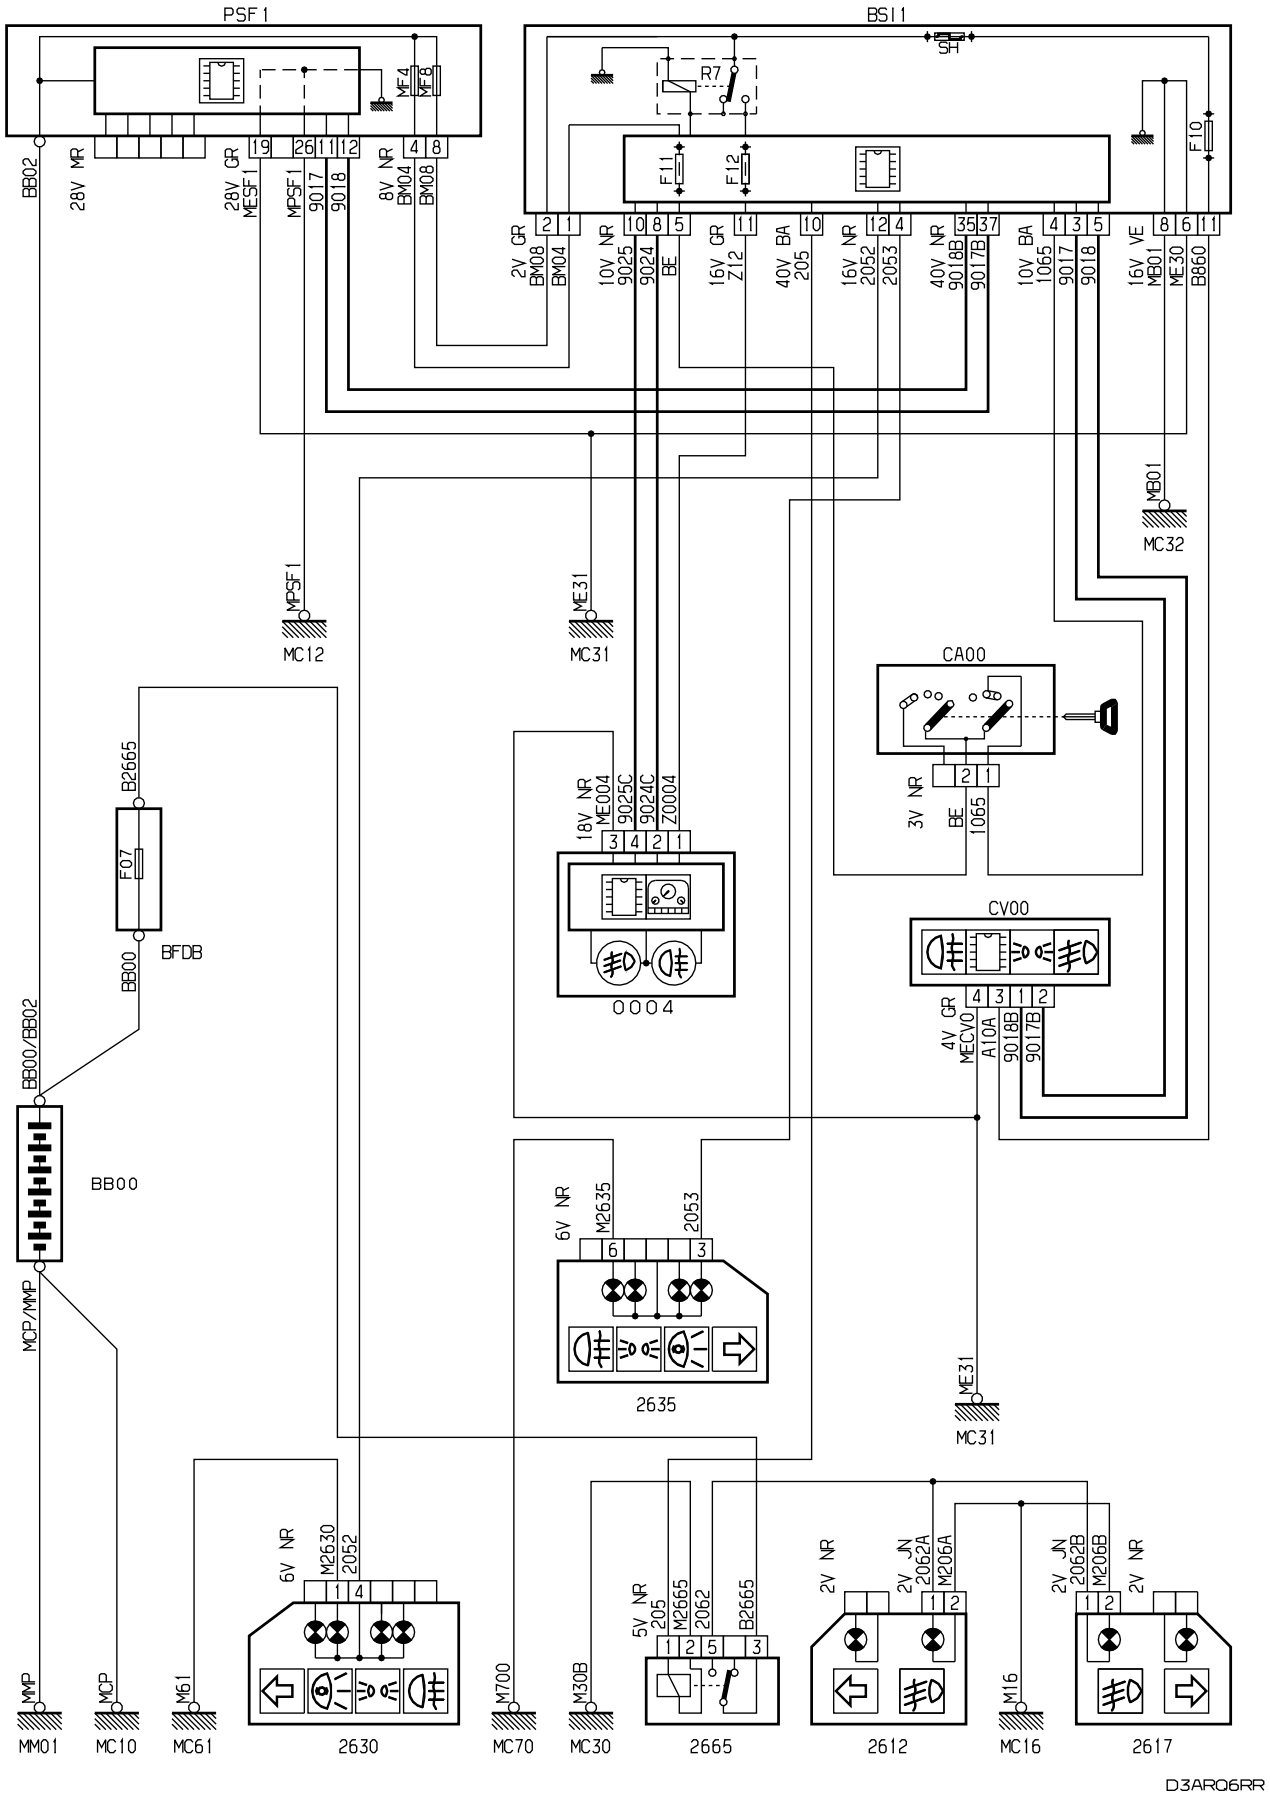 PSF1
BSI1
SH
R7
MF4
MF8
F11
F12
F10
19
26
11
12
4
8
2
1
10
8
5
11
10
12
4
35
37
4
3
5
8
6
11
BB02
28V MR
28V GR
MESF1
MPSF1
9017
9018
8V NR
BM04
BM08
2V GR
BM08
BM04
10V NR
9025
9024
BE
16V GR
Z12
40V BA
205
16V NR
2052
2053
40V NR
9018B
9017B
10V BA
1065
9017
9018
16V VE
MB01
ME30
B860
MB01
MC32
MPSF1
MC12
ME31
MC31
CA00
2
1
3V NR
BE
1065
B2665
F07
BFDB
BB00
18V NR
ME004
9025C
9024C
Z0004
3
4
2
1
0004
CV00
4
3
1
2
4V GR
MECV0
A10A
9018B
9017B
BB00/BB02
BB00
MCP/MMP
6V NR
M2635
2053
6
3
2635
ME31
MC31
6V NR
M2630
2052
1
4
5V NR
205
M2665
2062
B2665
1
2
5
3
2V NR
2V JN
2062A
M206A
1
2
2V JN
2062B
M206B
2V NR
1
2
MMP
MCP
M61
M700
M30B
M16
MM01
MC10
MC61
2630
MC70
MC30
2665
2612
MC16
2617
D3ARQ6RR